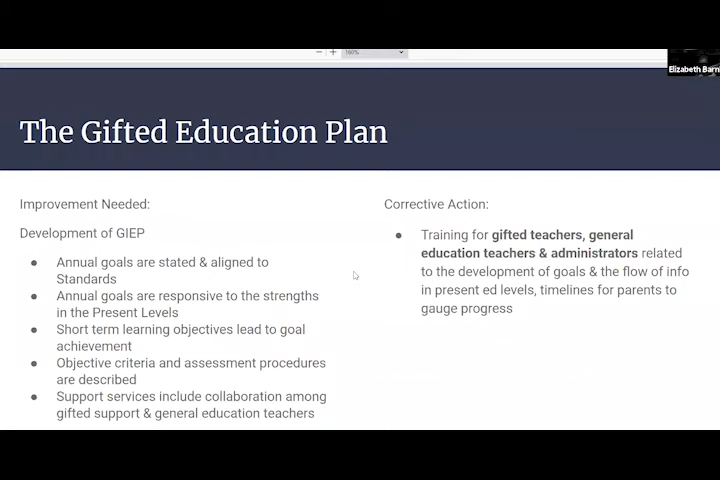 160%
Elizabeth Barn
The Gifted Education Plan
Improvement Needed:
Development of GIEP
● Annual goals are stated & aligned to
Standards
● Annual goals are responsive to the strengths
in the Present Levels
● Short term learning objectives lead to goal
achievement
● Objective criteria and assessment procedures
are described
● Support services include collaboration among
gifted support & general education teachers
Corrective Action:
● Training for gifted teachers, general
education teachers & administrators related
to the development of goals & the flow of info
in present ed levels, timelines for parents to
gauge progress